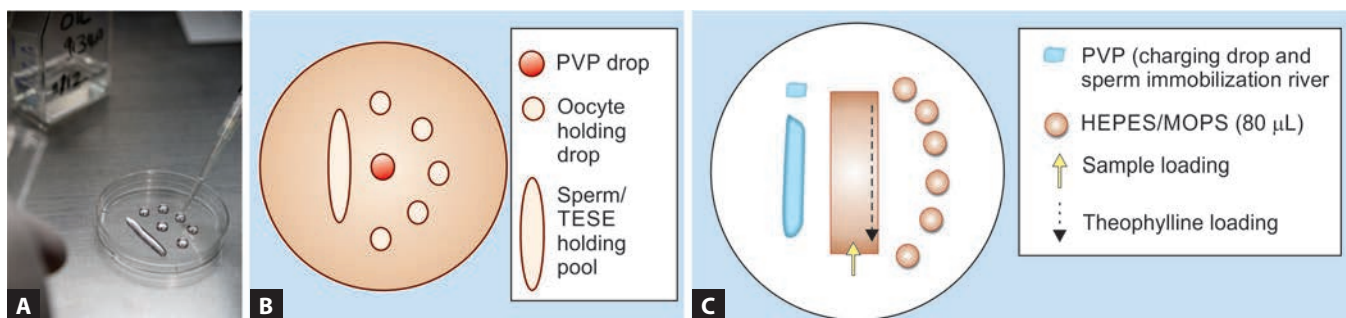 OIL
A
B
PVP drop
Oocyte
holding
drop
Sperm/
TESE
holding
pool
C
PVP (charging drop and
sperm immobilization river
HEPES/MOPS (80 μL)
Sample loading
Theophylline loading